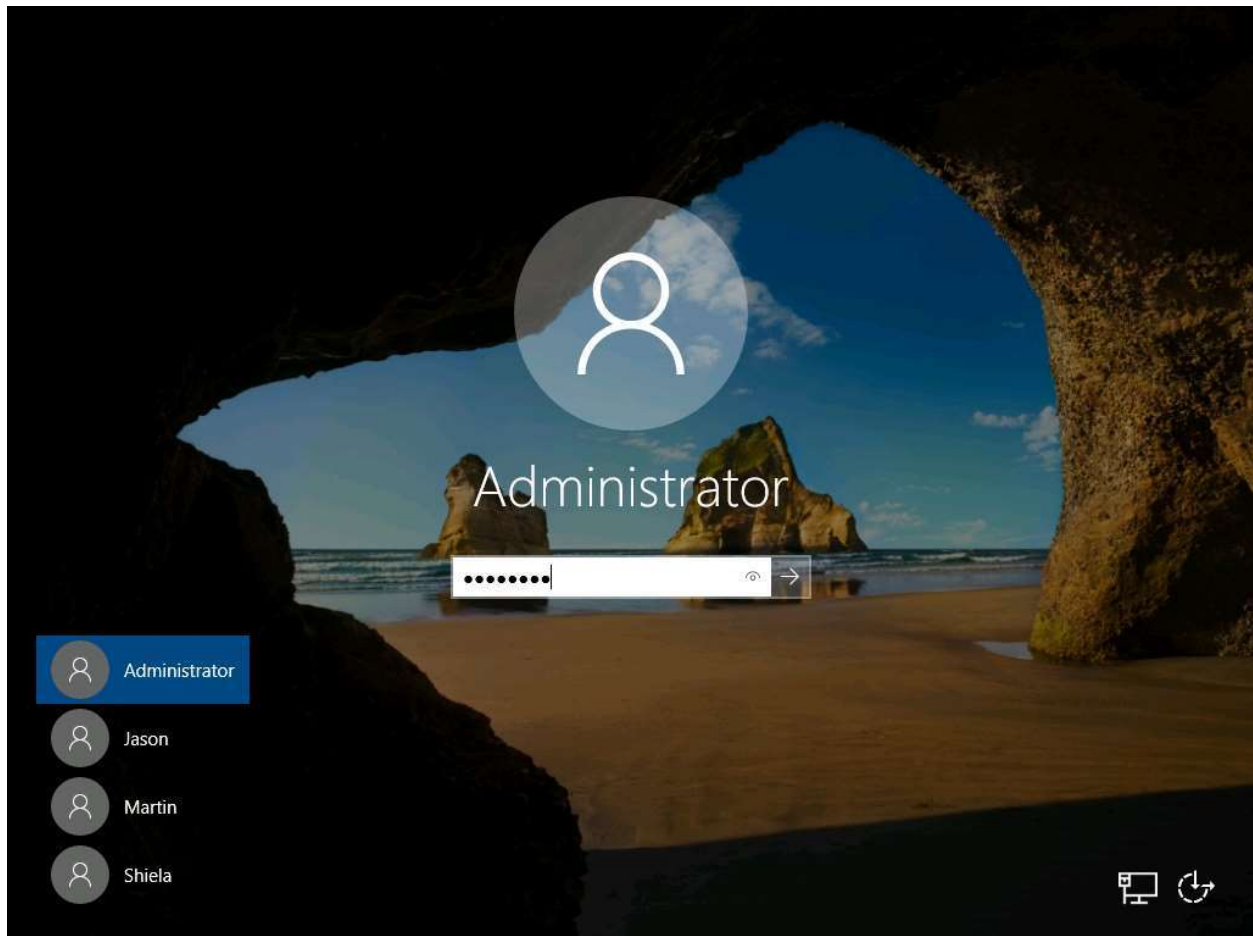 Administrator
••••••••
Administrator
Jason
Martin
Shiela